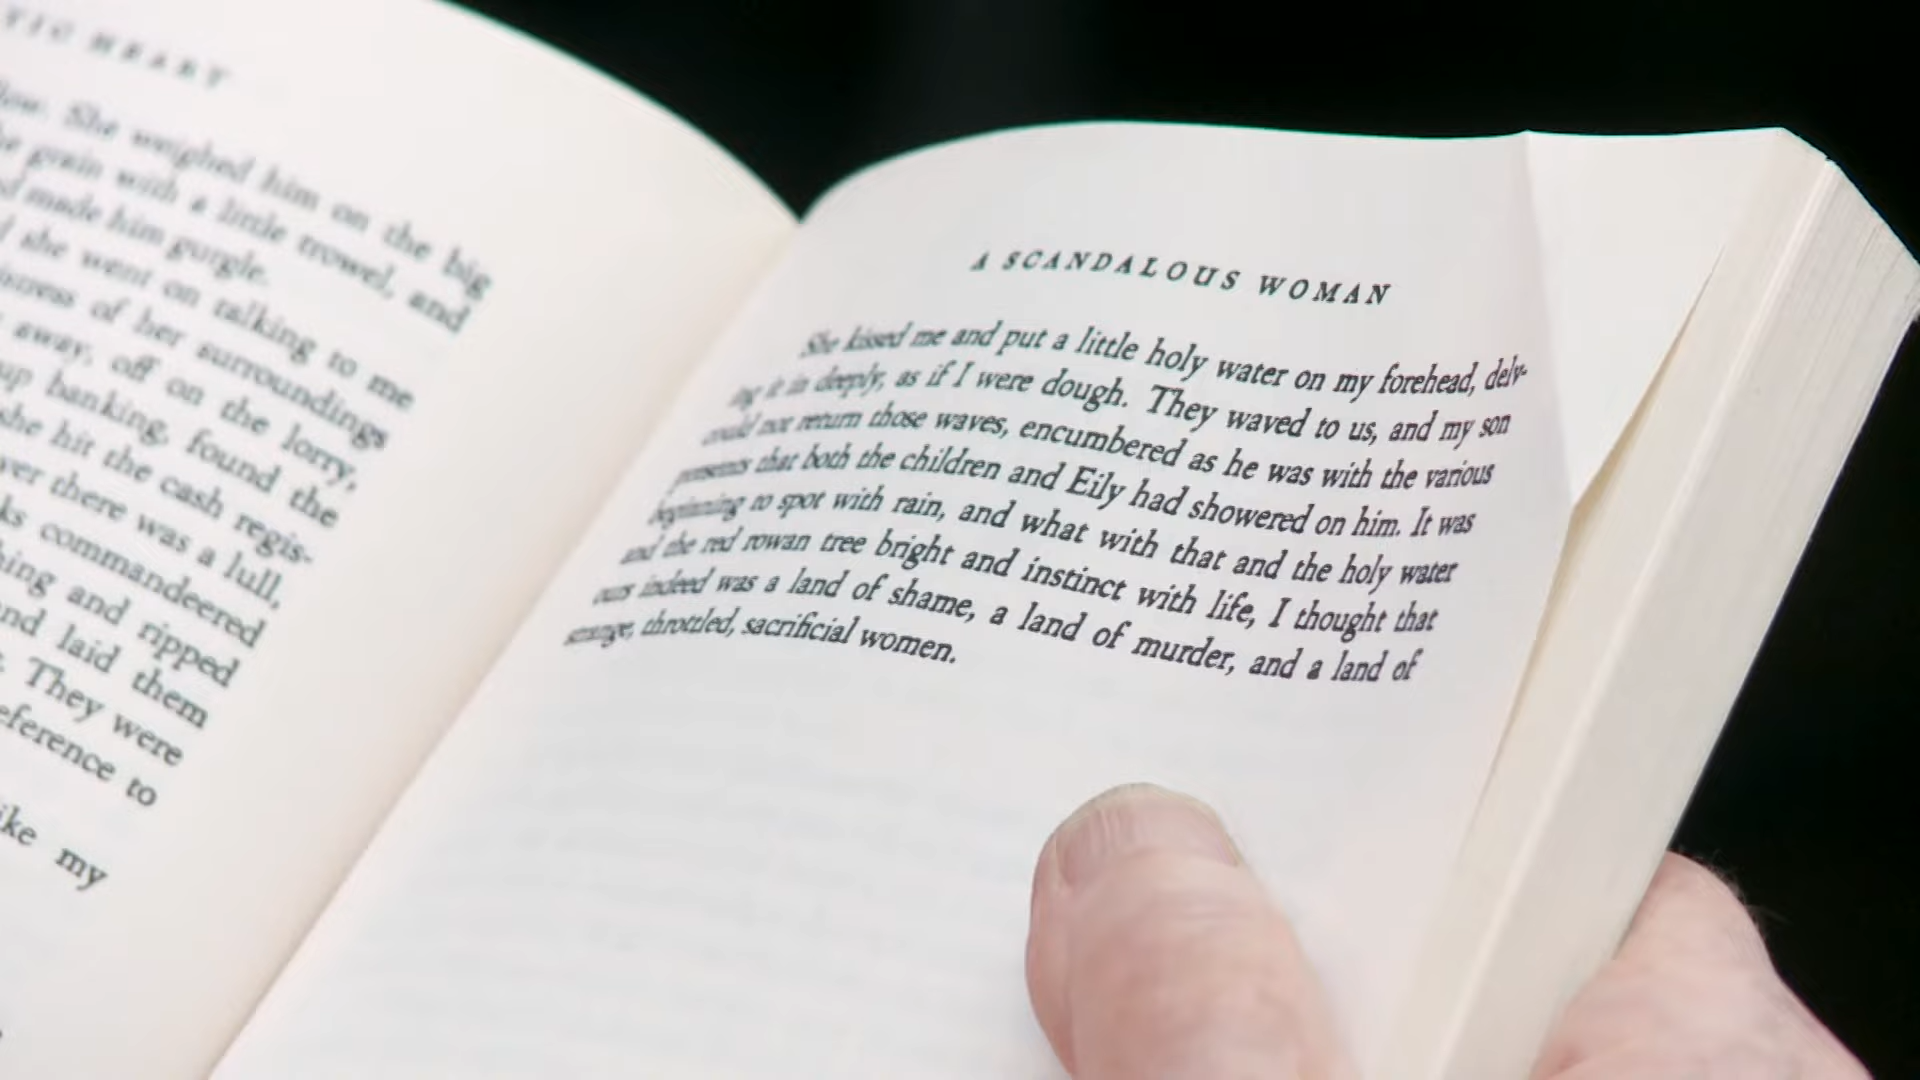 TIC HEART
low. She weighed him on the big
grain with a little trowel, and
made him gurgle.
she went on talking to me
of her surroundings
away, off on the lorry,
up banking, found the
she hit the cash regis-
there was a lull,
commandeered
and ripped
and laid them
They were
to
my
A SCANDALOUS WOMAN
She kissed me and put a little holy water on my forehead, delv-
ing it in deeply, as if I were dough. They waved to us, and my son
could not return those waves, encumbered as he was with the various
presents that both the children and Eily had showered on him. It was
beginning to spot with rain, and what with that and the holy water
and the red rowan tree bright and instinct with life, I thought that
ours indeed was a land of shame, a land of murder, and a land of
strange, throttled, sacrificial women.